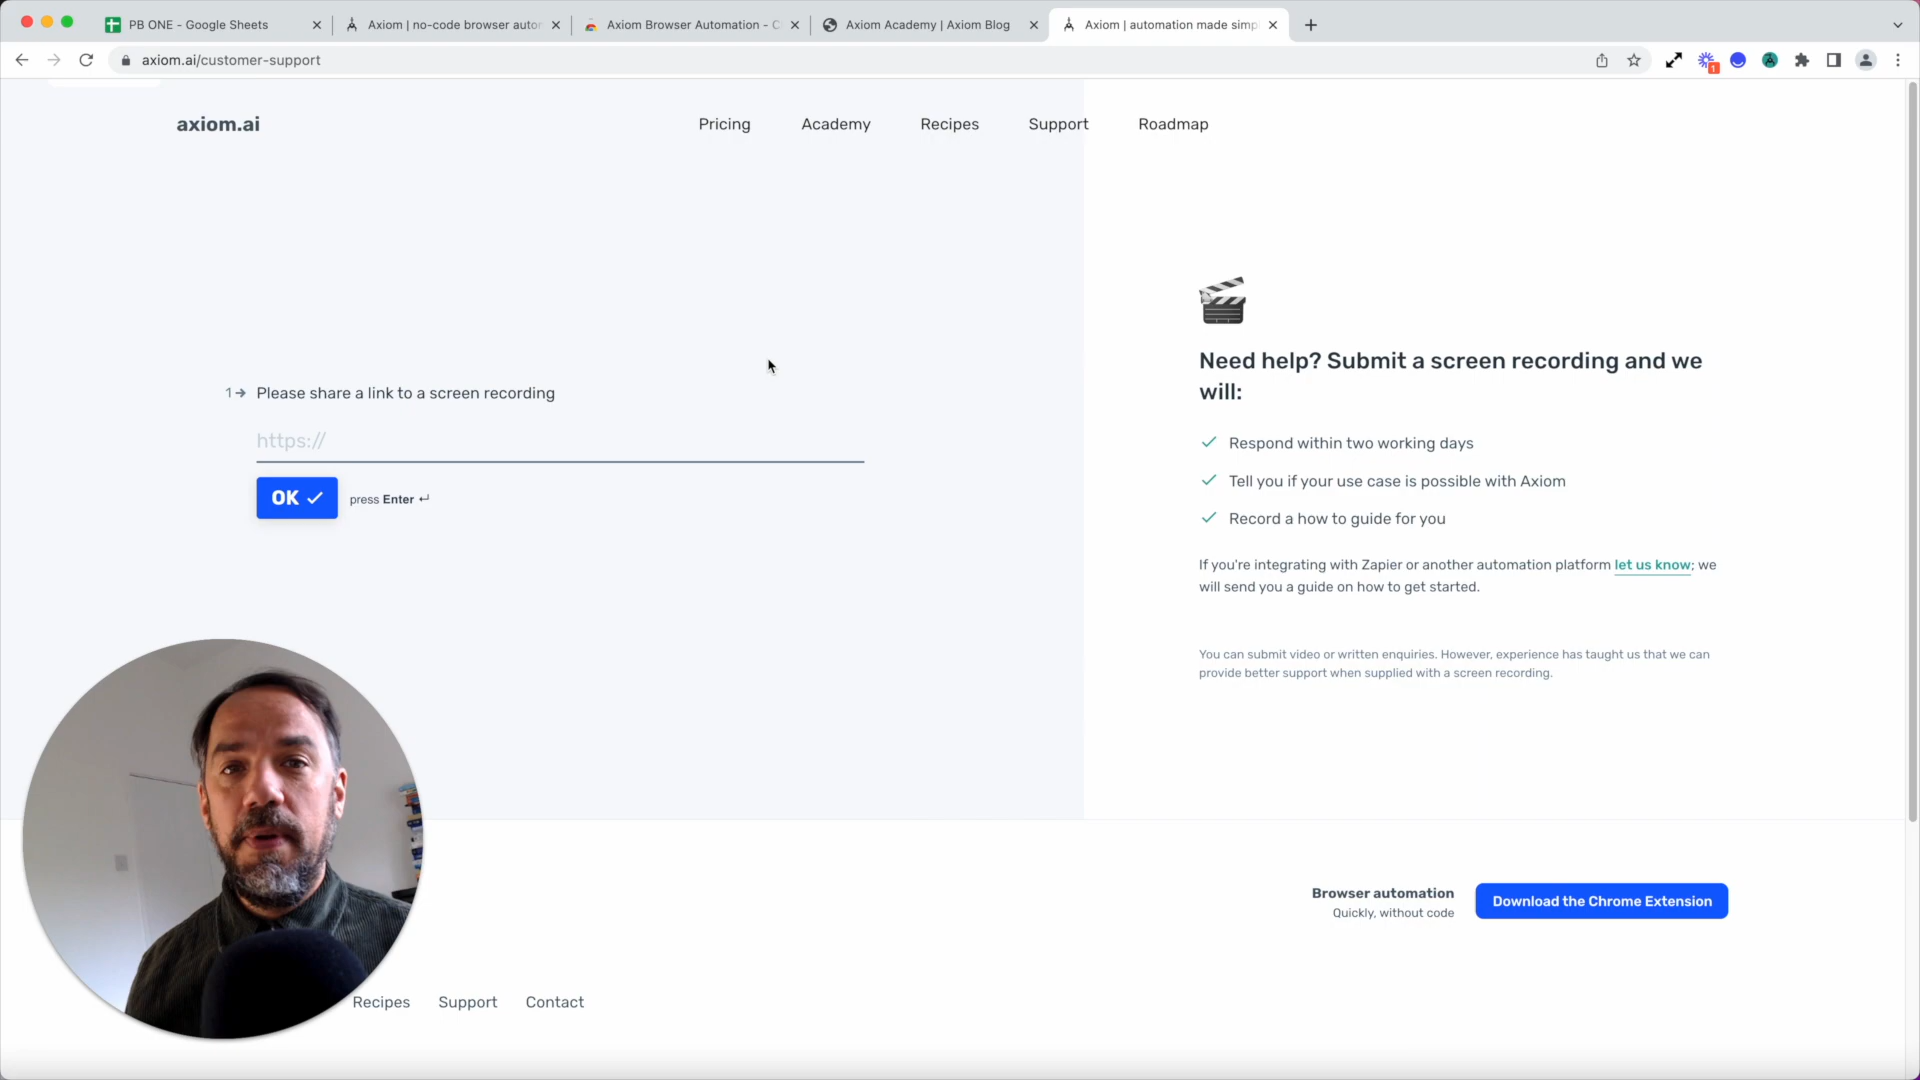 PB ONE - Google Sheets
Axiom | no-code browser autor
Axiom Browser Automation - C
Axiom Academy | Axiom Blog
Axiom | automation made simp
axiom.ai/customer-support
1
axiom.ai
Pricing
Academy
Recipes
Support
Roadmap
1→ Please share a link to a screen recording
https://
OK ✓ press Enter ↵
Need help? Submit a screen recording and we
will:
✓ Respond within two working days
✓ Tell you if your use case is possible with Axiom
✓ Record a how to guide for you
If you're integrating with Zapier or another automation platform let us know; we
will send you a guide on how to get started.
You can submit video or written enquiries. However, experience has taught us that we can
provide better support when supplied with a screen recording.
Browser automation
Quickly, without code
Download the Chrome Extension
Recipes
Support
Contact